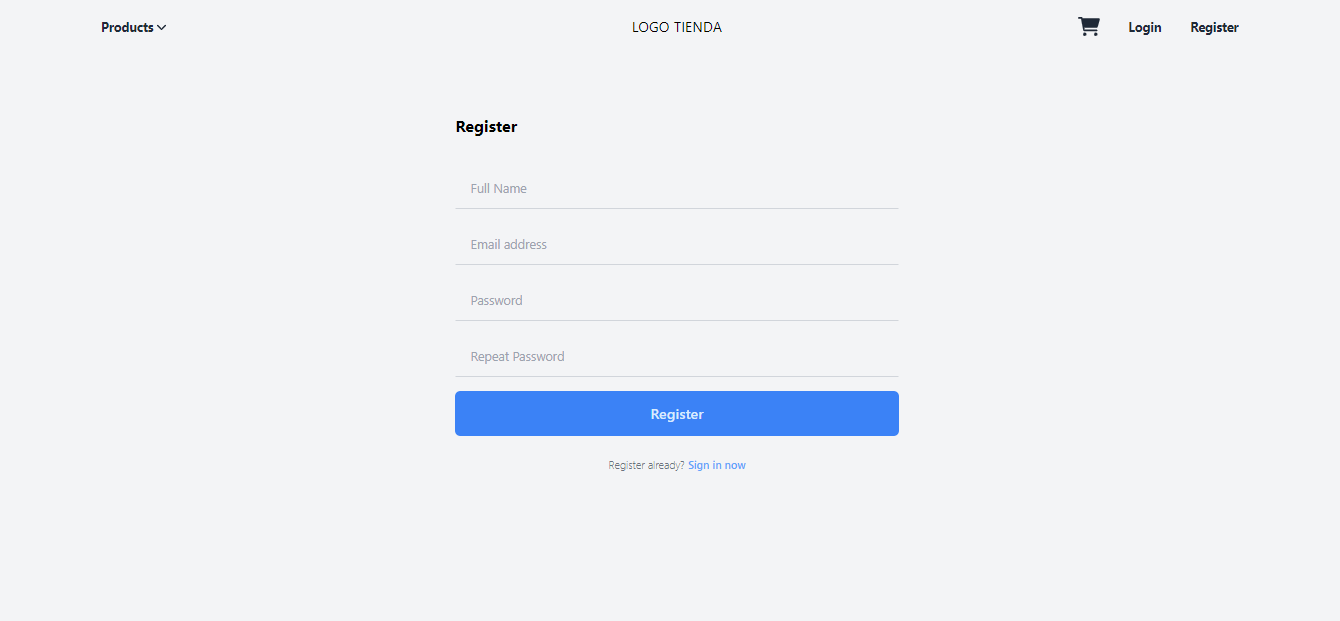 Products LOGO TIENDA Login Register
Register
Full Name
Email address
Password
Repeat Password
Register
Register already? Sign in now